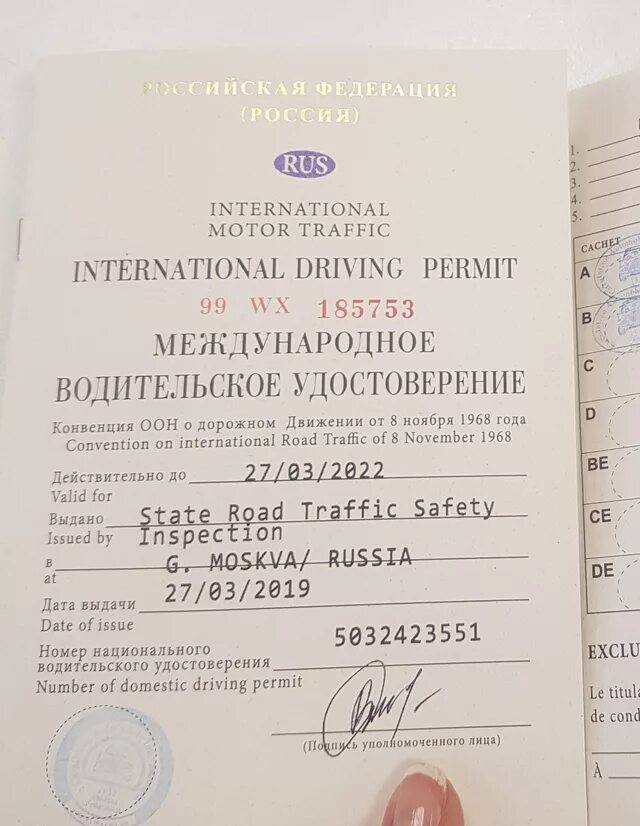 РОССИЙСКАЯ ФЕДЕРАЦИЯ
(РОССИЯ)
RUS
INTERNATIONAL
MOTOR TRAFFIC
INTERNATIONAL DRIVING PERMIT
99 WX 185753
МЕЖДУНАРОДНОЕ
ВОДИТЕЛЬСКОЕ УДОСТОВЕРЕНИЕ
Конвенция ООН о дорожном Движении от 8 ноября 1968 года
Convention on international Road Traffic of 8 November 1968
Действительно до 27/03/2022
Valid for
Выдано State Road Traffic Safety
Issued by Inspection
в G. MOSKVA/ RUSSIA
at
Дата выдачи 27/03/2019
Date of issue
Номер национального 5032423551
водительского удостоверения
Number of domestic driving permit
(Подпись уполномоченного лица)
1.
2.
3.
4.
5.
CACHET
A
B
C
D
BE
CE
DE
EXCLU
Le titula
de cond
À